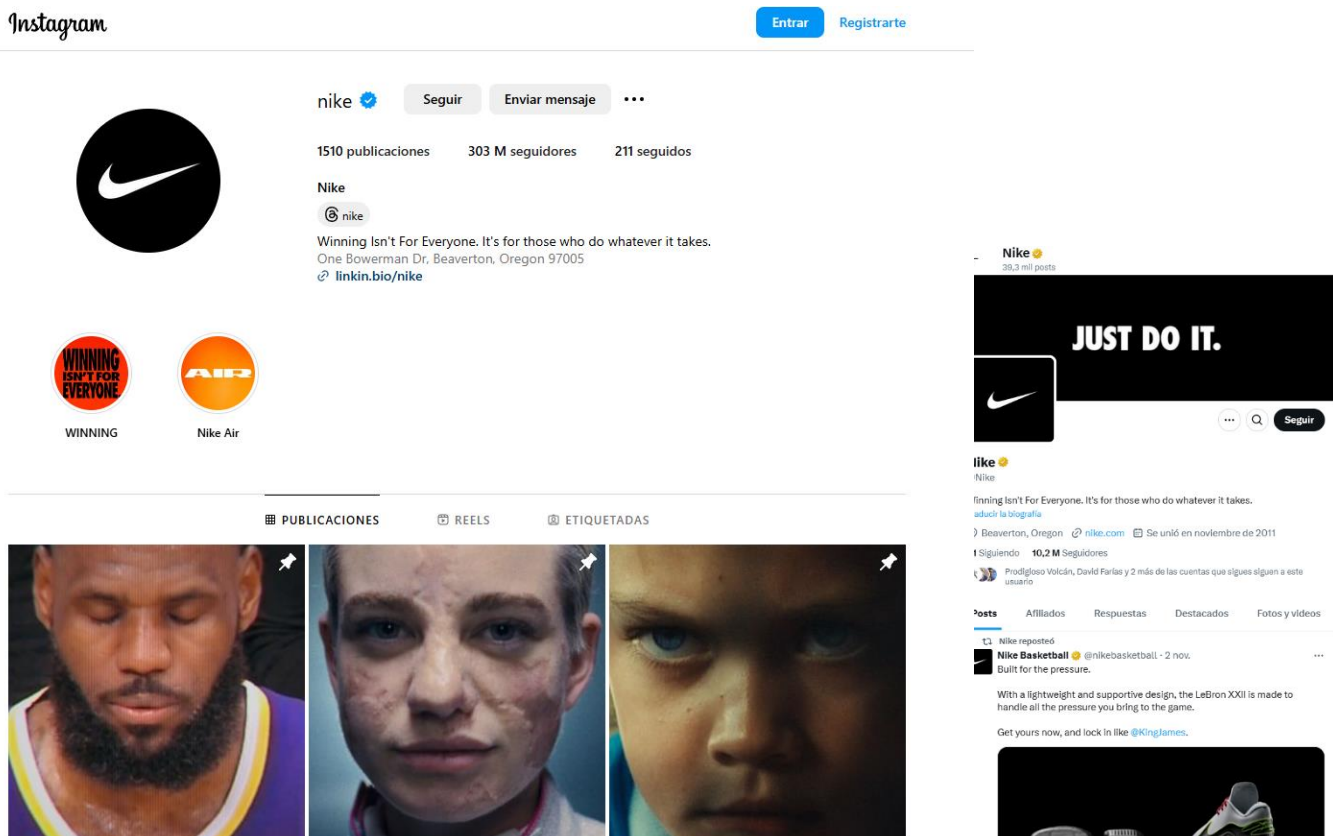 Instagram
Entrar
Registrarte
nike
Seguir
Enviar mensaje
1510 publicaciones
303 M seguidores
211 seguidos
Nike
nike
Winning Isn't For Everyone. It's for those who do whatever it takes.
One Bowerman Dr, Beaverton, Oregon 97005
linkin.bio/nike
WINNING
ISN'T FOR
EVERYONE.
AIR
WINNING
Nike Air
PUBLICACIONES
REELS
ETIQUETADAS
Nike
39,3 mil posts
JUST DO IT.
Seguir
like
Nike
inning Isn't For Everyone. It's for those who do whatever it takes.
aducir la biografía
Beaverton, Oregon nike.com Se unió en noviembre de 2011
Siguiendo 10,2 M Seguidores
Prodigioso Volcán, David Farías y 2 más de las cuentas que sigues siguen a este
usuario
Posts Afiliados Respuestas Destacados Fotos y videos
Nike reposteó
Nike Basketball @nikebasketball - 2 nov.
Built for the pressure.
With a lightweight and supportive design, the LeBron XXII is made to
handle all the pressure you bring to the game.
Get yours now, and lock in like @KingJames.